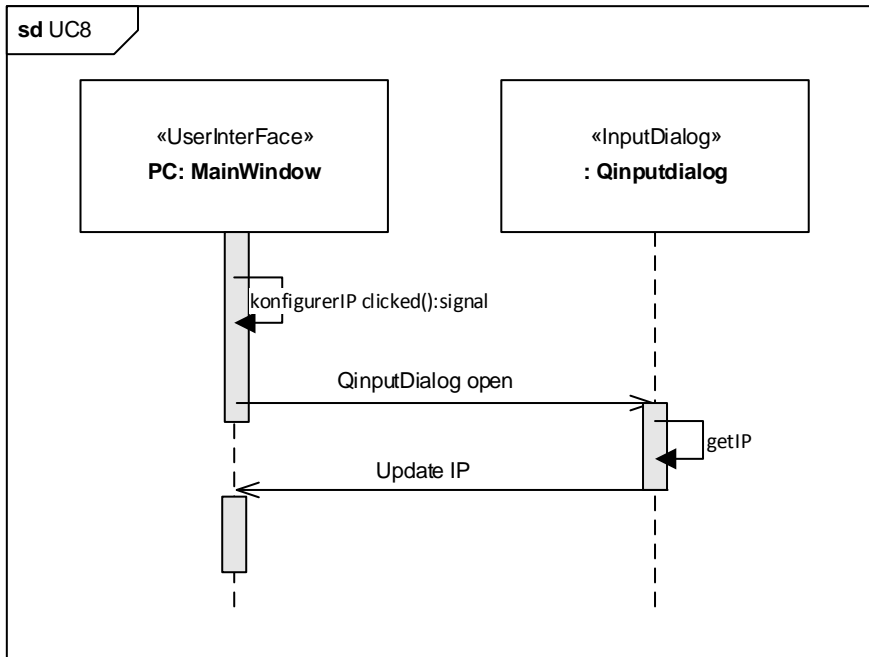 sd UC8
«UserInterFace»
PC: MainWindow
«InputDialog»
: Qinputdialog
konfigurerIP clicked():signal
QinputDialog open
getIP
Update IP